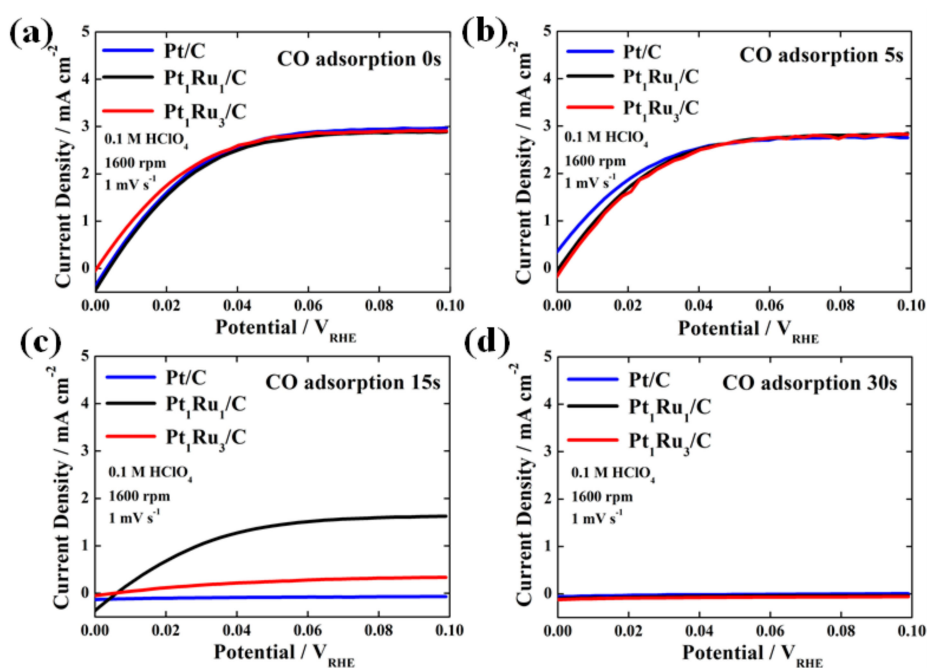 (a)
Pt/C
Pt₁Ru₁/C
Pt₁Ru₃/C
CO adsorption 0s
0.1 M HClO₄
1600 rpm
1 mV s⁻¹
5
4
3
2
1
0
Current Density / mA cm⁻²
0.00 0.02 0.04 0.06 0.08 0.10
Potential / V_RHE
(b)
Pt/C
Pt₁Ru₁/C
Pt₁Ru₃/C
CO adsorption 5s
0.1 M HClO₄
1600 rpm
1 mV s⁻¹
5
4
3
2
1
0
Current Density / mA cm⁻²
0.00 0.02 0.04 0.06 0.08 0.10
Potential / V_RHE
(c)
Pt/C
Pt₁Ru₁/C
Pt₁Ru₃/C
CO adsorption 15s
0.1 M HClO₄
1600 rpm
1 mV s⁻¹
5
4
3
2
1
0
Current Density / mA cm⁻²
0.00 0.02 0.04 0.06 0.08 0.10
Potential / V_RHE
(d)
Pt/C
Pt₁Ru₁/C
Pt₁Ru₃/C
CO adsorption 30s
0.1 M HClO₄
1600 rpm
1 mV s⁻¹
5
4
3
2
1
0
Current Density / mA cm⁻²
0.00 0.02 0.04 0.06 0.08 0.10
Potential / V_RHE